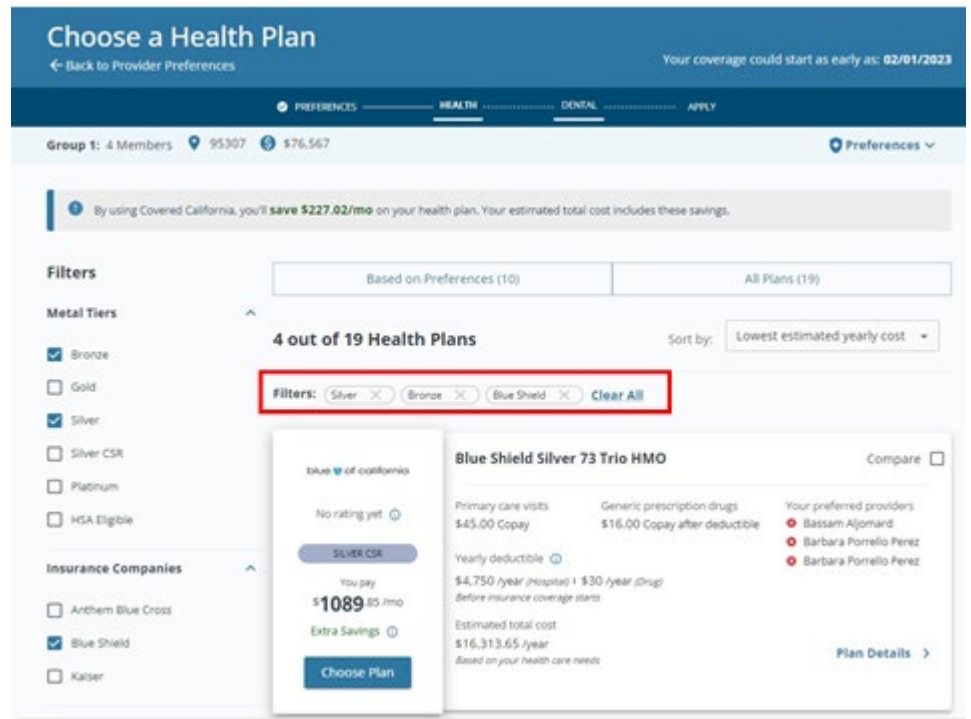 Choose a Health Plan
← Back to Provider Preferences
Your coverage could start as early as: 02/01/2023
PREFERENCES
HEALTH
DENTAL
APPLY
Group 1: 4 Members 95307 $76,567
Preferences
By using Covered California, you'll save $227.02/mo on your health plan. Your estimated total cost includes these savings.
Filters
Metal Tiers
Bronze
Gold
Silver
Silver CSR
Platinum
HSA Eligible
Insurance Companies
Anthem Blue Cross
Blue Shield
Kaiser
Based on Preferences (10)
All Plans (19)
4 out of 19 Health Plans
Sort by: Lowest estimated yearly cost
Filters: Silver Bronze Blue Shield Clear All
blue of california
No rating yet
SILVER CSR
You pay
$1089.85 /mo
Extra Savings
Choose Plan
Blue Shield Silver 73 Trio HMO
Compare
Primary care visits
$45.00 Copay
Generic prescription drugs
$16.00 Copay after deductible
Your preferred providers
Bassam Aljomard
Barbara Porrello Perez
Barbara Porrello Perez
Yearly deductible
$4,750 /year (Hospital) | $30 /year (Drug)
Before insurance coverage starts
Estimated total cost
$16,313.65 /year
Based on your health care needs
Plan Details